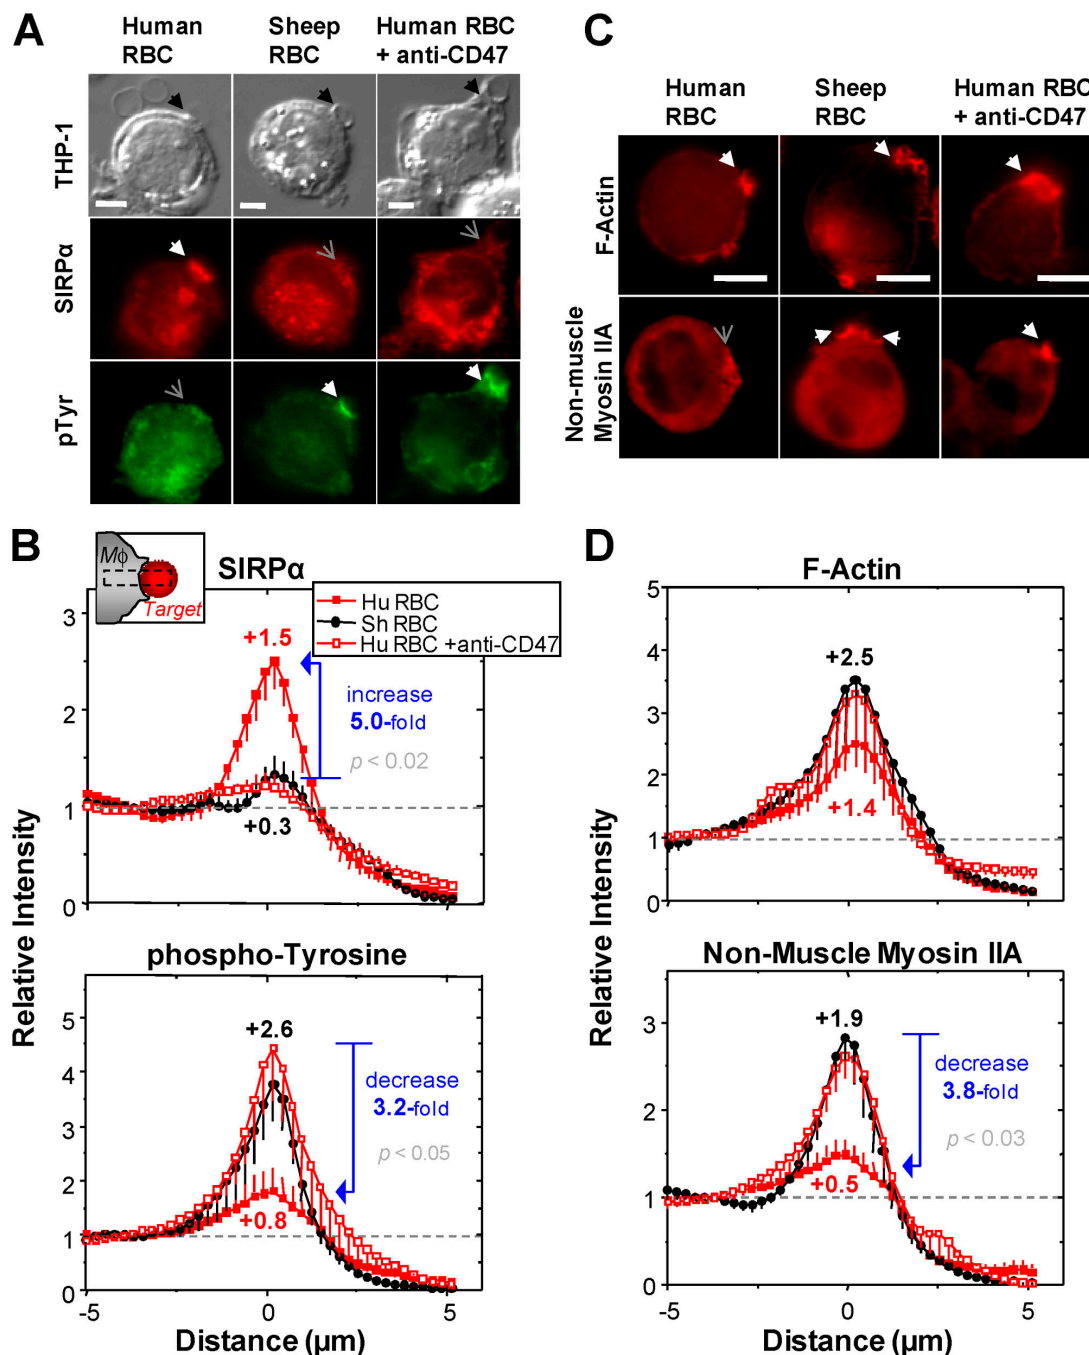 A
Human
RBC
Sheep
RBC
Human RBC
+ anti-CD47
THP-1
SIRPα
pTyr
C
Human
RBC
Sheep
RBC
Human RBC
+ anti-CD47
F-Actin
Non-muscle
Myosin IIA
B
Mϕ
Target
SIRPα
Hu RBC
Sh RBC
Hu RBC +anti-CD47
3
2
1
0
+1.5
increase
5.0-fold
p < 0.02
+0.3
Relative Intensity
phospho-Tyrosine
5
4
3
2
1
0
+2.6
decrease
3.2-fold
p < 0.05
+0.8
-5
0
5
Distance (µm)
D
F-Actin
5
4
3
2
1
0
+2.5
+1.4
Relative Intensity
Non-Muscle Myosin IIA
3
2
1
0
+1.9
decrease
3.8-fold
p < 0.03
+0.5
-5
0
5
Distance (µm)